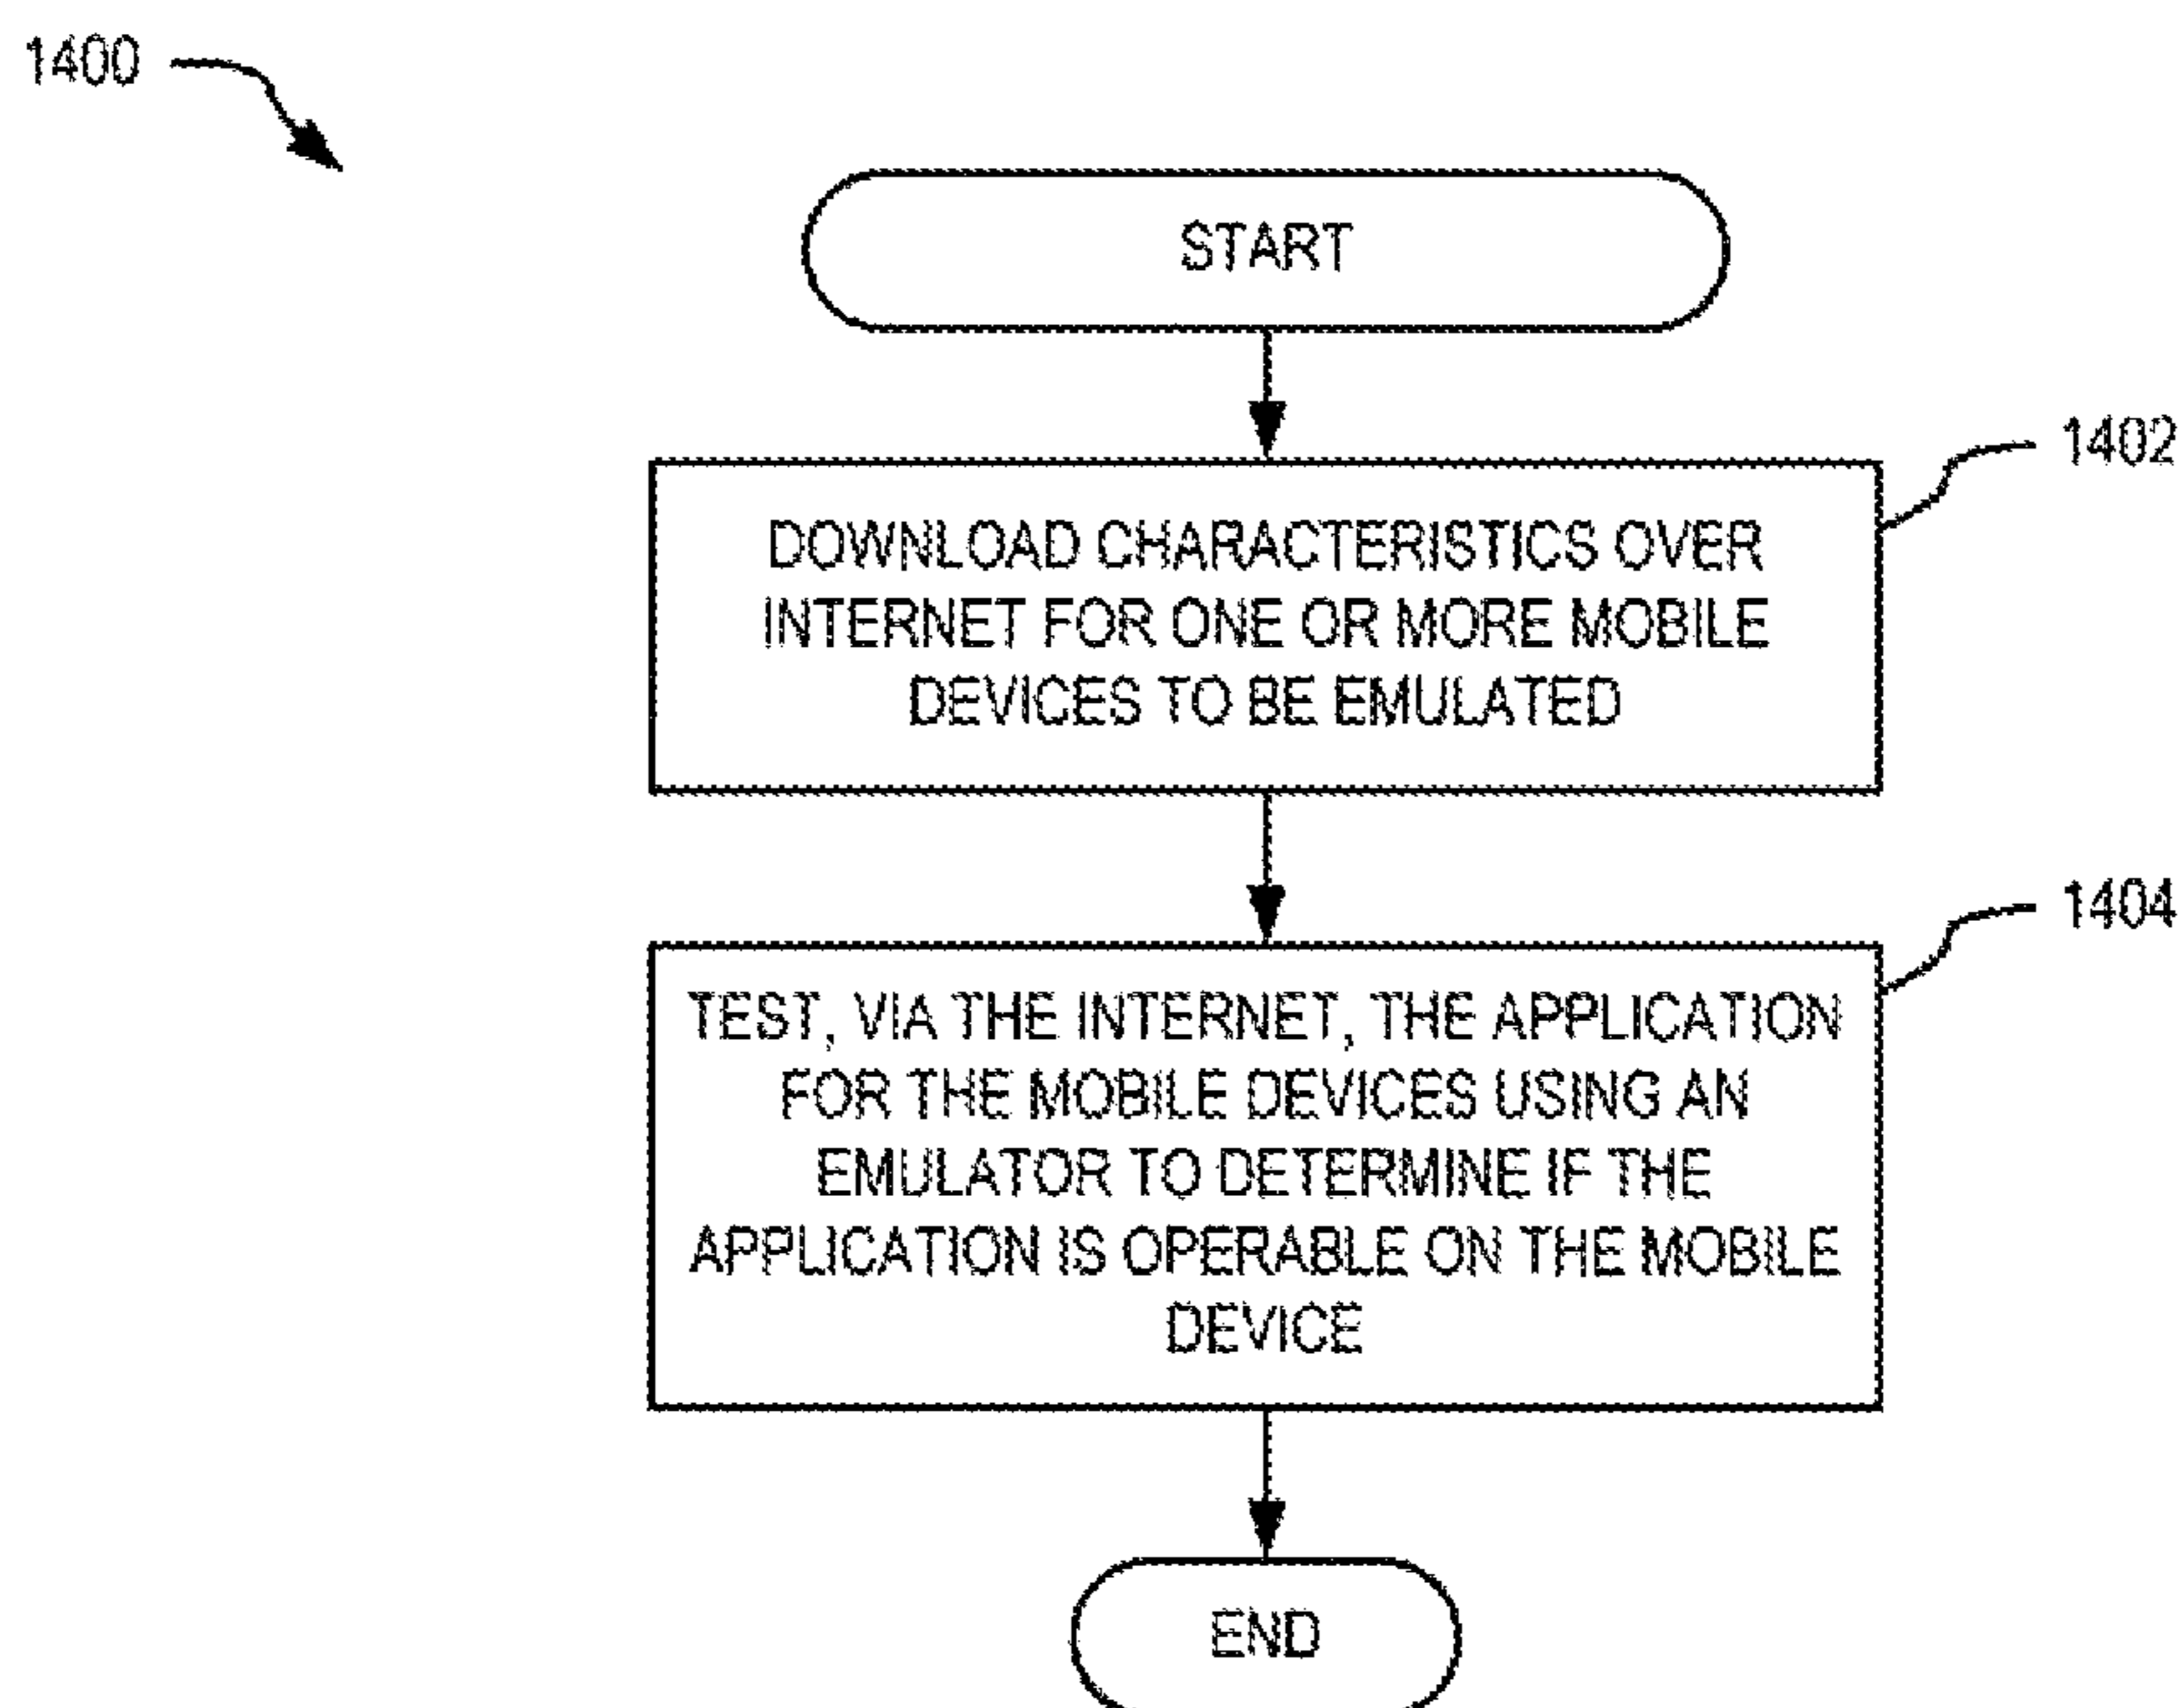 1400
START
1402
DOWNLOAD CHARACTERISTICS OVER
INTERNET FOR ONE OR MORE MOBILE
DEVICES TO BE EMULATED
1404
TEST, VIA THE INTERNET, THE APPLICATION
FOR THE MOBILE DEVICES USING AN
EMULATOR TO DETERMINE IF THE
APPLICATION IS OPERABLE ON THE MOBILE
DEVICE
END